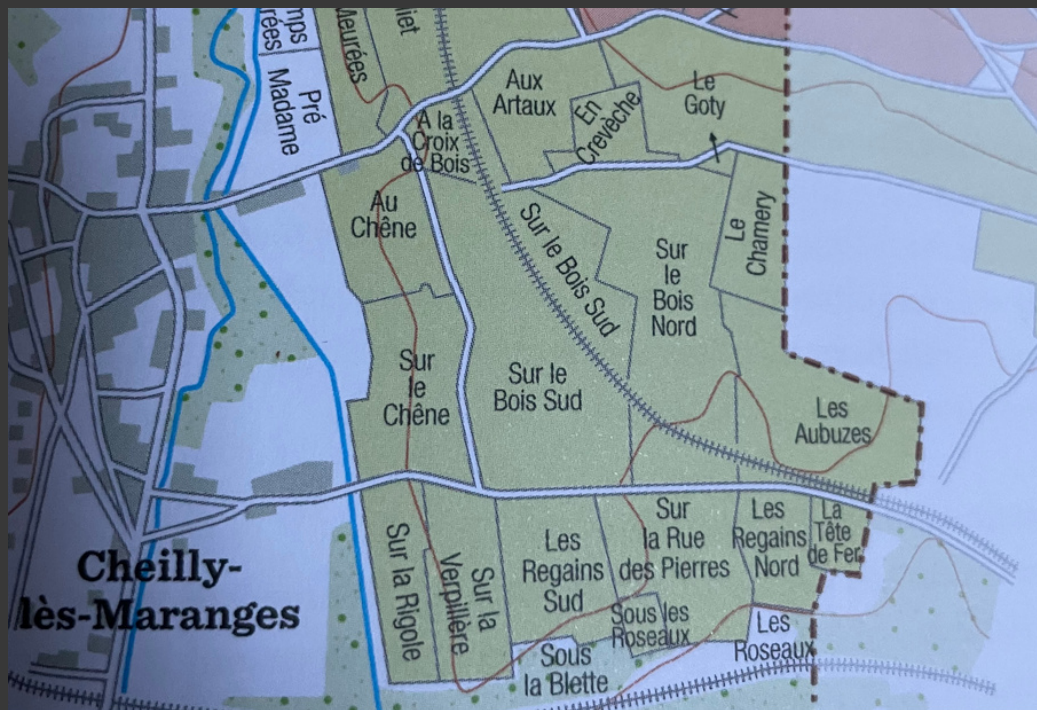 Meurées
Pré
Madame
Aux
Artaux
En
Crevèche
Le
Goty
A la
Croix
de Bois
Au
Chêne
Sur le Bois Sud
Sur
le
Bois
Nord
Le
Chamery
Sur
le
Chêne
Sur le
Bois Sud
Les
Aubuzes
Sur la Rigole
Sur la
Verpillère
Les
Regains
Sud
Sur
la Rue
des Pierres
Les
Regains
Nord
La
Tête
de Fer
Sous les
Roseaux
Les
Roseaux
Sous
la Blette
Cheilly-
lès-Maranges